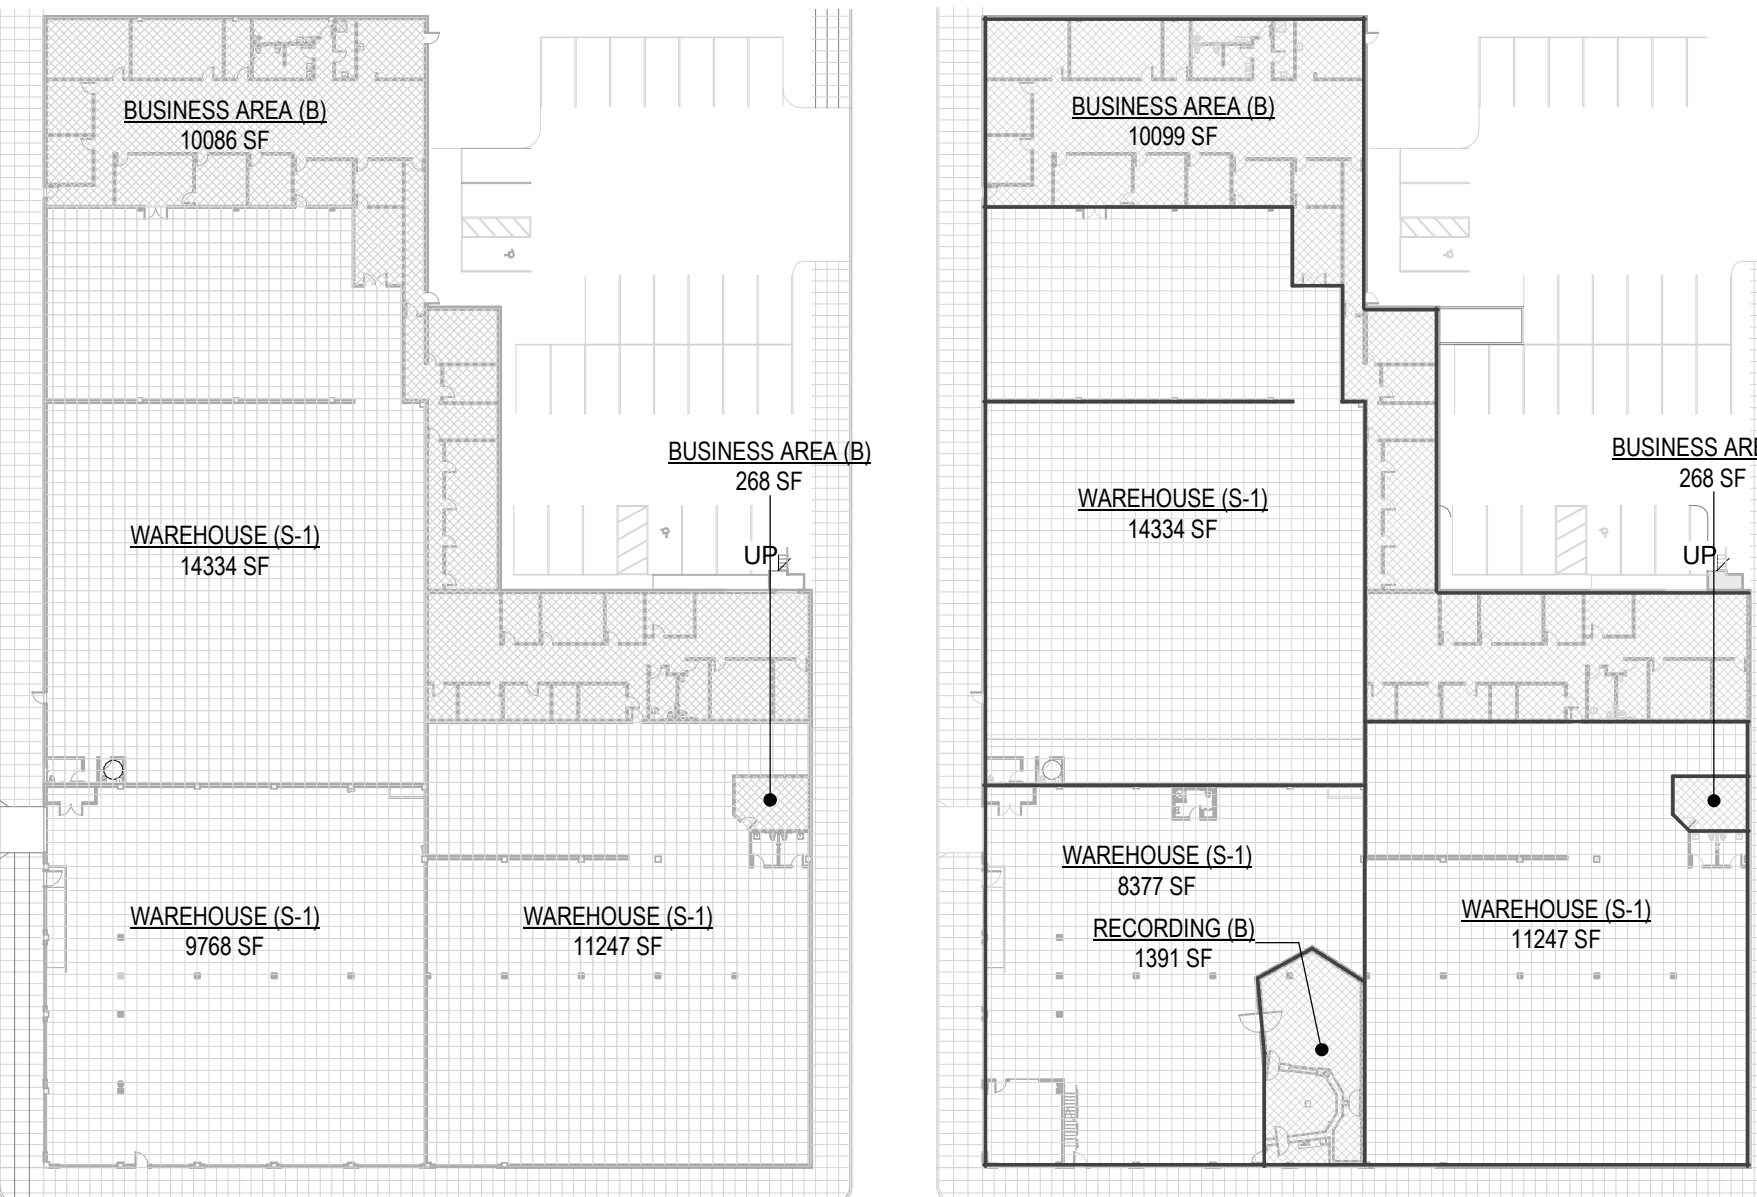 BUSINESS AREA (B)
10086 SF
BUSINESS AREA (B)
268 SF
WAREHOUSE (S-1)
14334 SF
UP
WAREHOUSE (S-1)
9768 SF
WAREHOUSE (S-1)
11247 SF
BUSINESS AREA (B)
10099 SF
BUSINESS ARE
268 SF
WAREHOUSE (S-1)
14334 SF
UP
WAREHOUSE (S-1)
8377 SF
RECORDING (B)
1391 SF
WAREHOUSE (S-1)
11247 SF